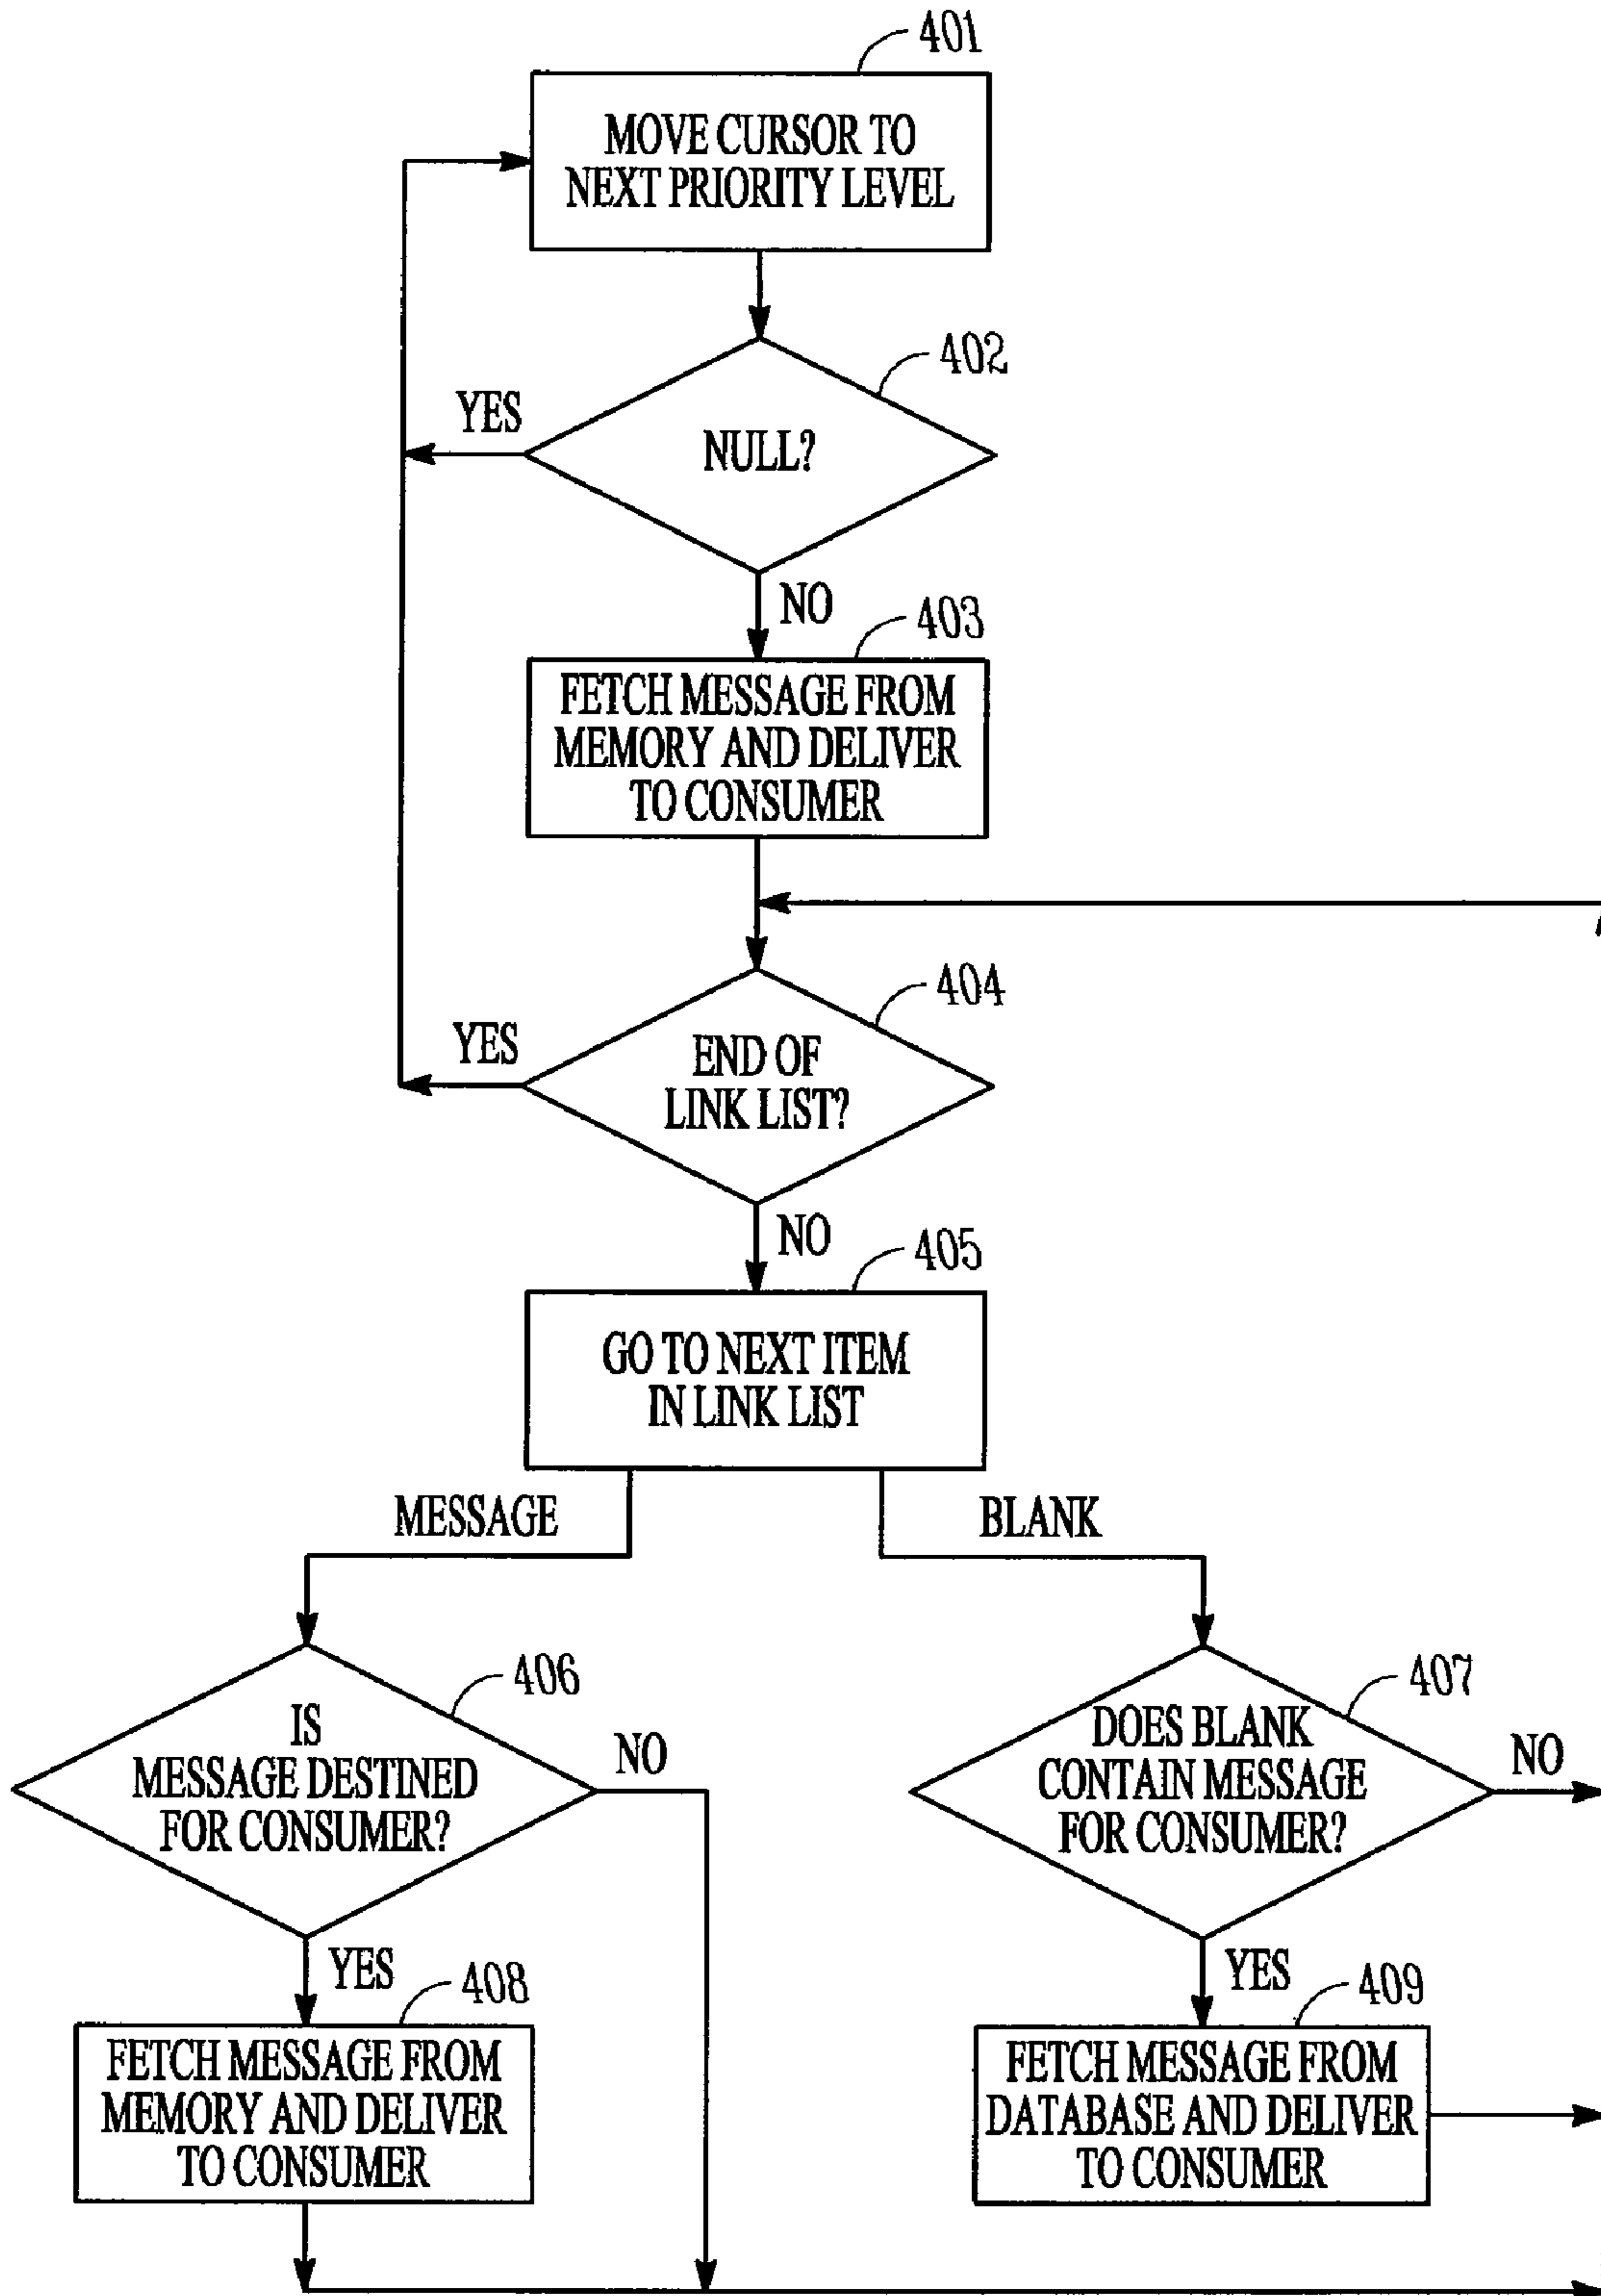 401
MOVE CURSOR TO
NEXT PRIORITY LEVEL
402
YES
NULL?
NO
403
FETCH MESSAGE FROM
MEMORY AND DELIVER
TO CONSUMER
404
YES
END OF
LINK LIST?
NO
405
GO TO NEXT ITEM
IN LINK LIST
MESSAGE
BLANK
406
IS
MESSAGE DESTINED
FOR CONSUMER?
NO
407
DOES BLANK
CONTAIN MESSAGE
FOR CONSUMER?
NO
YES
408
FETCH MESSAGE FROM
MEMORY AND DELIVER
TO CONSUMER
YES
409
FETCH MESSAGE FROM
DATABASE AND DELIVER
TO CONSUMER